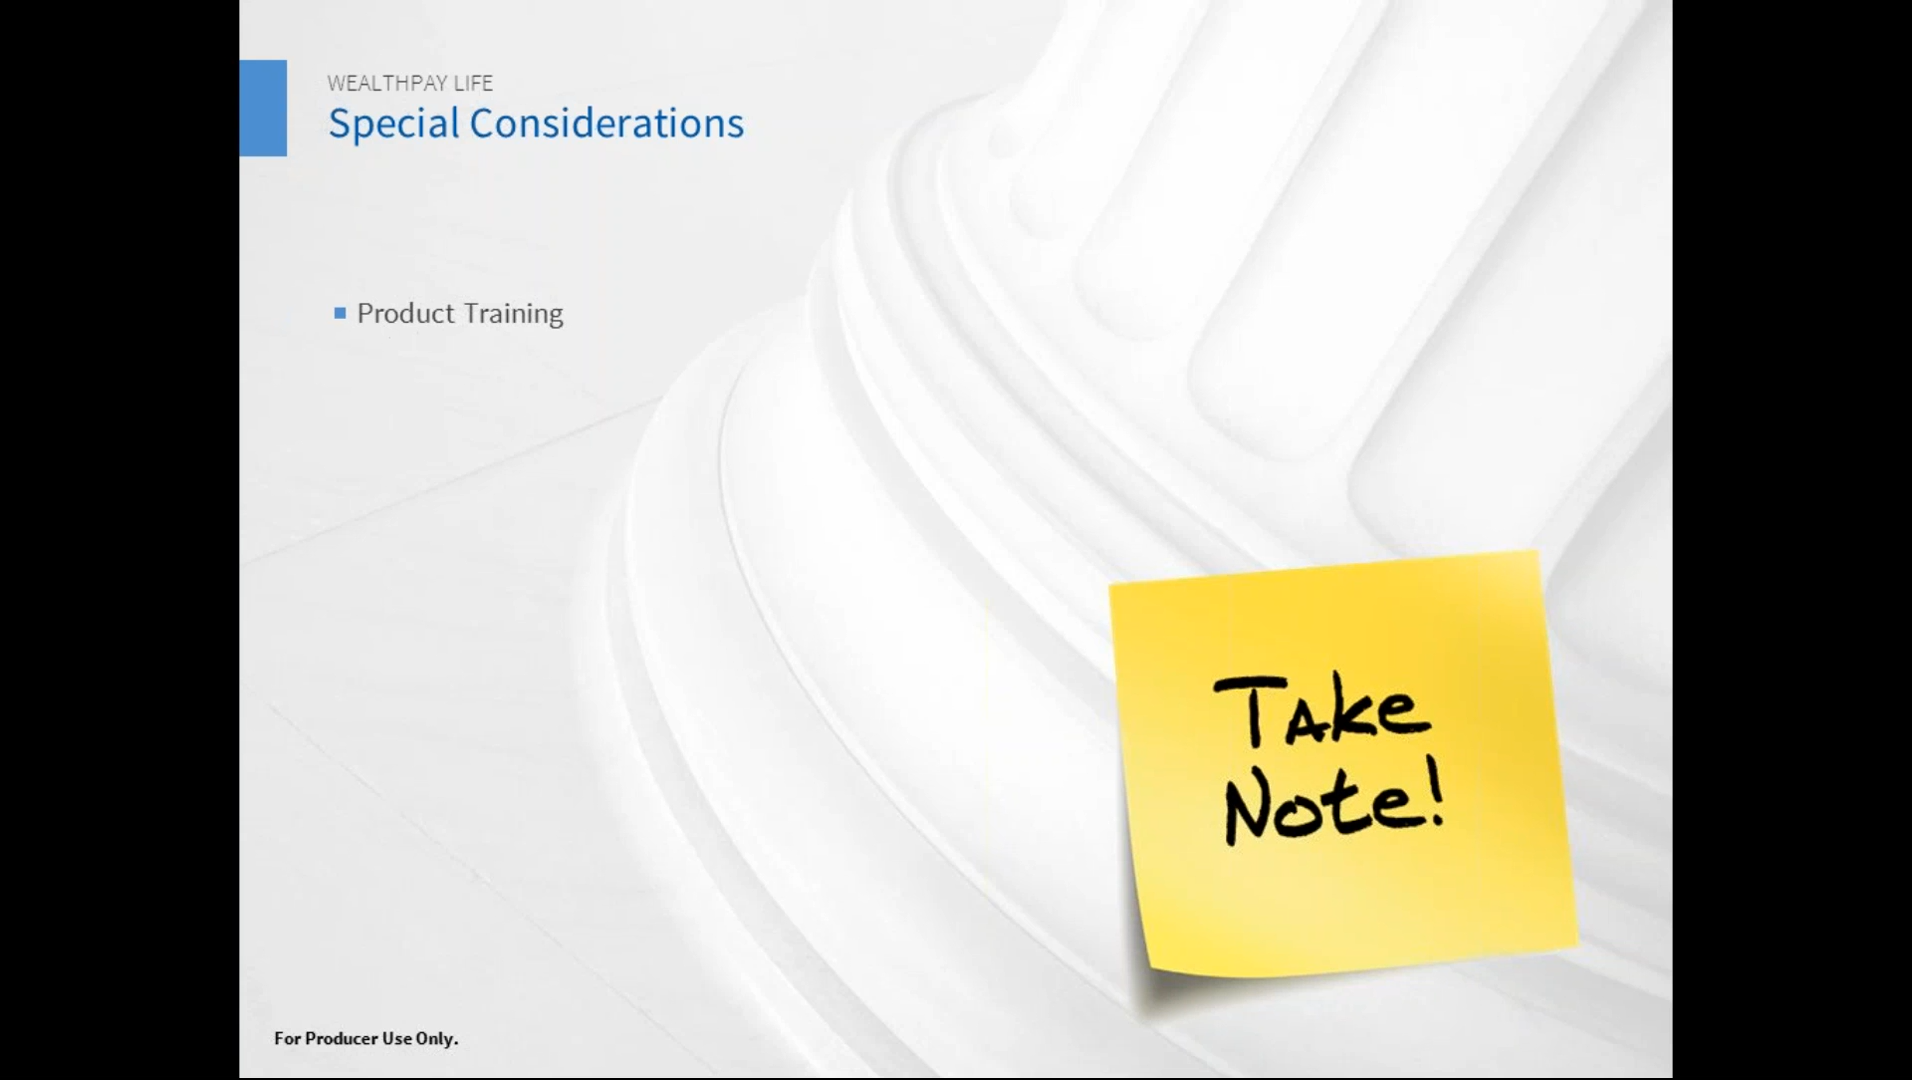 WEALTHPAY LIFE
Special Considerations
Product Training
Take
Note!
For Producer Use Only.